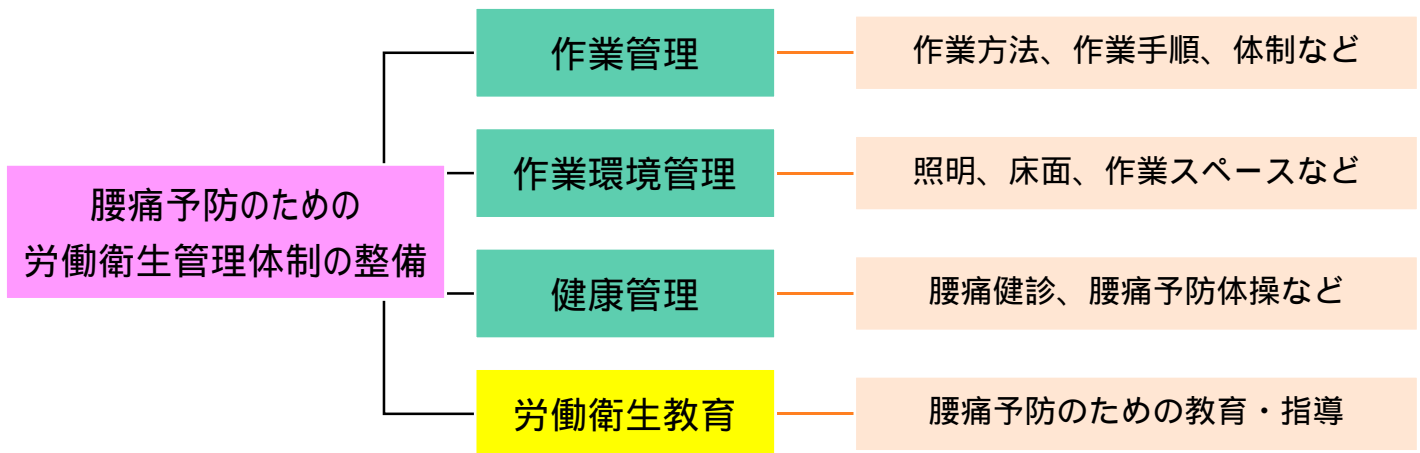 腰痛予防のための
労働衛生管理体制の整備
作業管理
作業方法、作業手順、体制など
作業環境管理
照明、床面、作業スペースなど
健康管理
腰痛健診、腰痛予防体操など
労働衛生教育
腰痛予防のための教育・指導